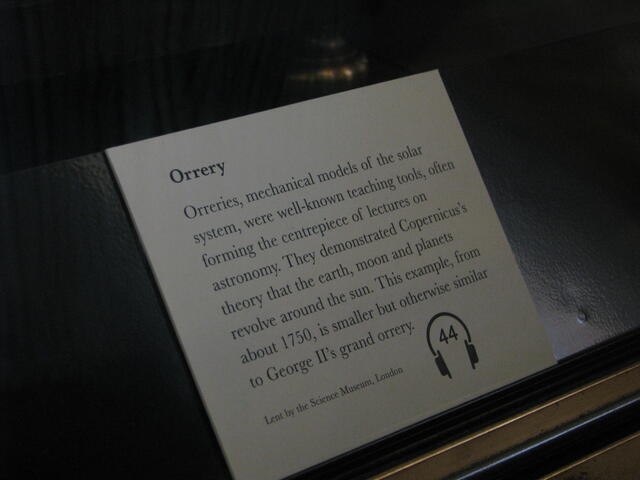 Orrery
Orreries, mechanical models of the solar
system, were well-known teaching tools, often
forming the centrepiece of lectures on
astronomy. They demonstrated Copernicus's
theory that the earth, moon and planets
revolve around the sun. This example, from
about 1750, is smaller but otherwise similar
to George II's grand orrery.
44
Lent by the Science Museum, London